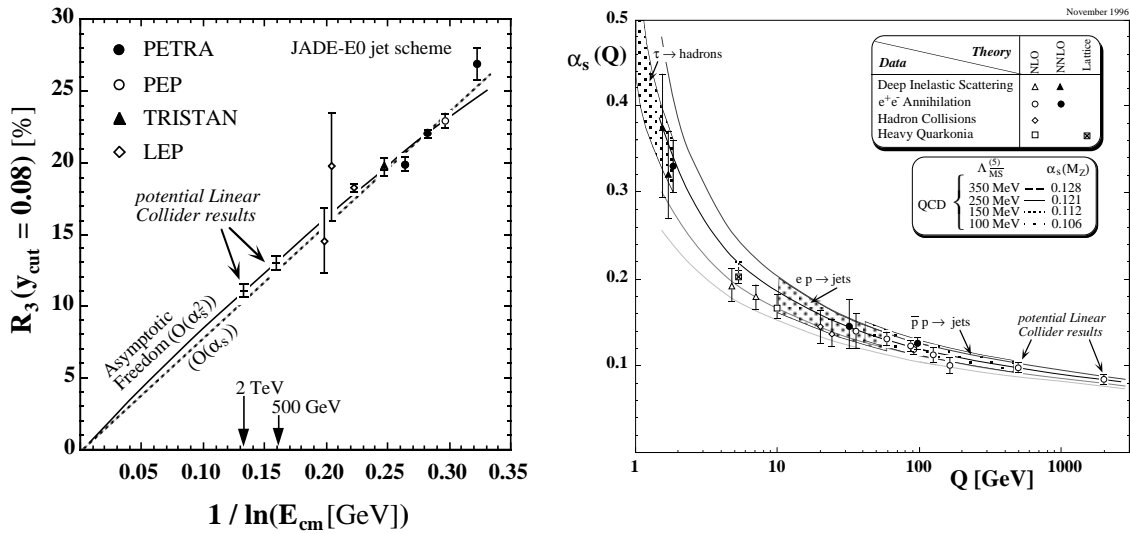 30
25
20
15
10
5
0
R3 (ycut = 0.08) [%]
PETRA
PEP
TRISTAN
LEP
JADE-E0 jet scheme
potential Linear
Collider results
Asymptotic
Freedom (O(αs²))
(O(αs))
2 TeV
500 GeV
0.05 0.10 0.15 0.20 0.25 0.30 0.35
1 / ln(Ecm [GeV])
November 1996
0.5
0.4
0.3
0.2
0.1
αs (Q)
τ → hadrons
Theory
Data
NLO
NNLO
Lattice
Deep Inelastic Scattering
e+e- Annihilation
Hadron Collisions
Heavy Quarkonia
Λ(5)MS αs(MZ)
QCD
350 MeV 0.128
250 MeV 0.121
150 MeV 0.112
100 MeV 0.106
e p → jets
p p → jets
potential Linear
Collider results
1 10 100 1000
Q [GeV]